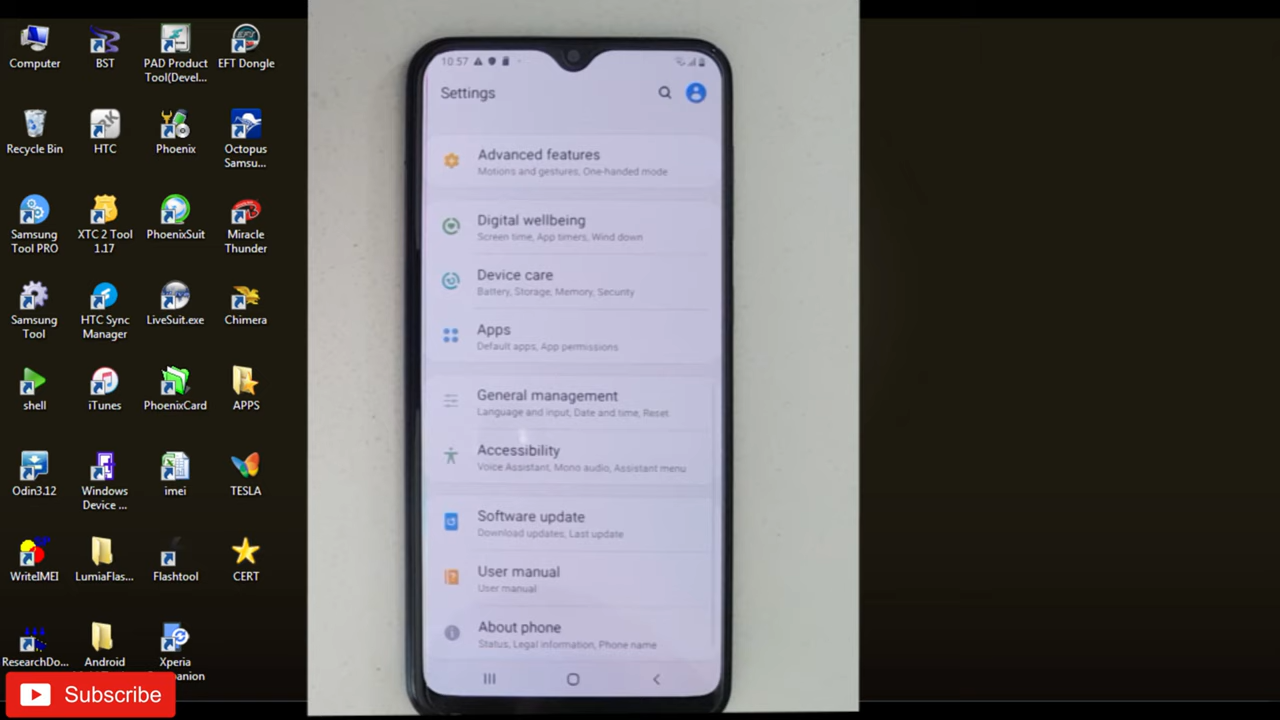 Computer
BST
PAD Product
Tool(Devel...
EFT Dongle
EFT
Recycle Bin
HTC
Phoenix
Octopus
Samsu...
Samsung
Tool PRO
XTC 2 Tool
1.17
PhoenixSuit
Miracle
Thunder
Samsung
Tool
HTC Sync
Manager
LiveSuit.exe
Chimera
shell
iTunes
PhoenixCard
APPS
Odin3.12
Windows
Device ...
imei
TESLA
WriteIMEI
LumiaFlas...
Flashtool
CERT
ResearchDo...
Android
Xperia
Subscribe
10:57
Settings
Advanced features
Motions and gestures, One-handed mode
Digital wellbeing
Screen time, App timers, Wind down
Device care
Battery, Storage, Memory, Security
Apps
Default apps, App permissions
General management
Language and input, Date and time, Reset
Accessibility
Voice Assistant, Mono audio, Assistant menu
Software update
Download updates, Last update
User manual
User manual
About phone
Status, Legal information, Phone name